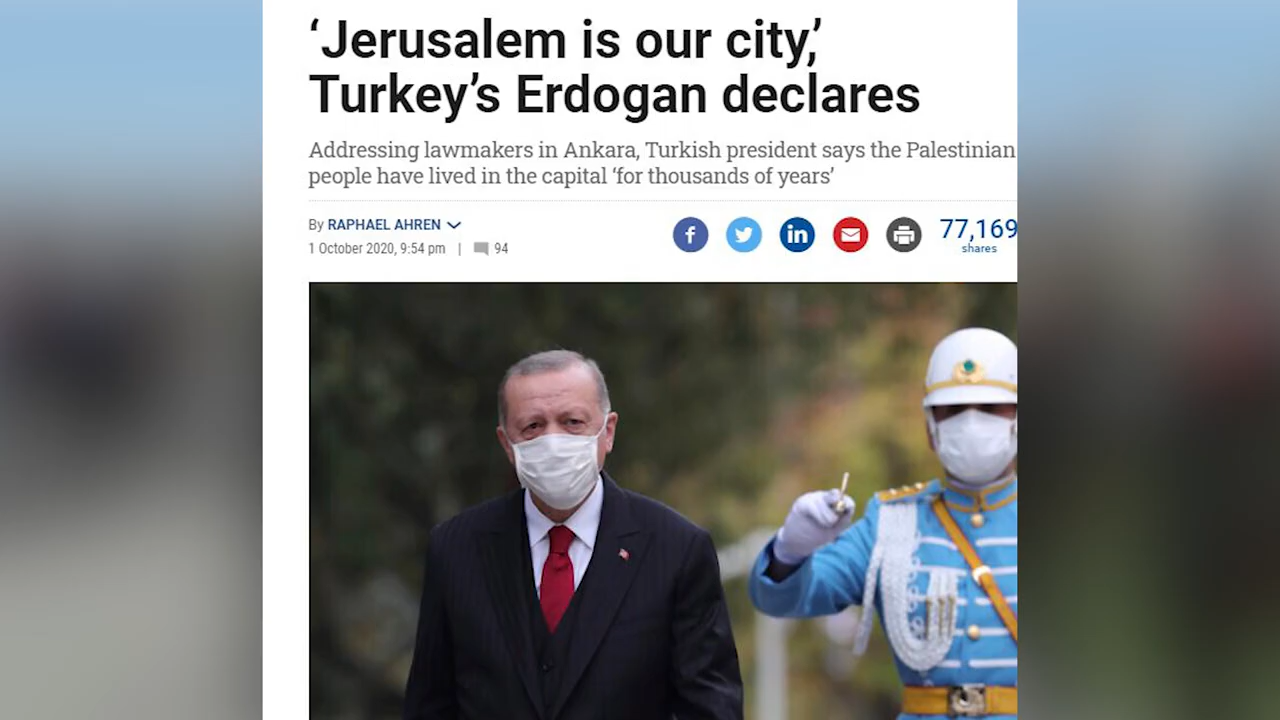 ‘Jerusalem is our city,’
Turkey’s Erdogan declares
Addressing lawmakers in Ankara, Turkish president says the Palestinian
people have lived in the capital ‘for thousands of years’
By RAPHAEL AHREN
1 October 2020, 9:54 pm | 94
f in 77,169
shares